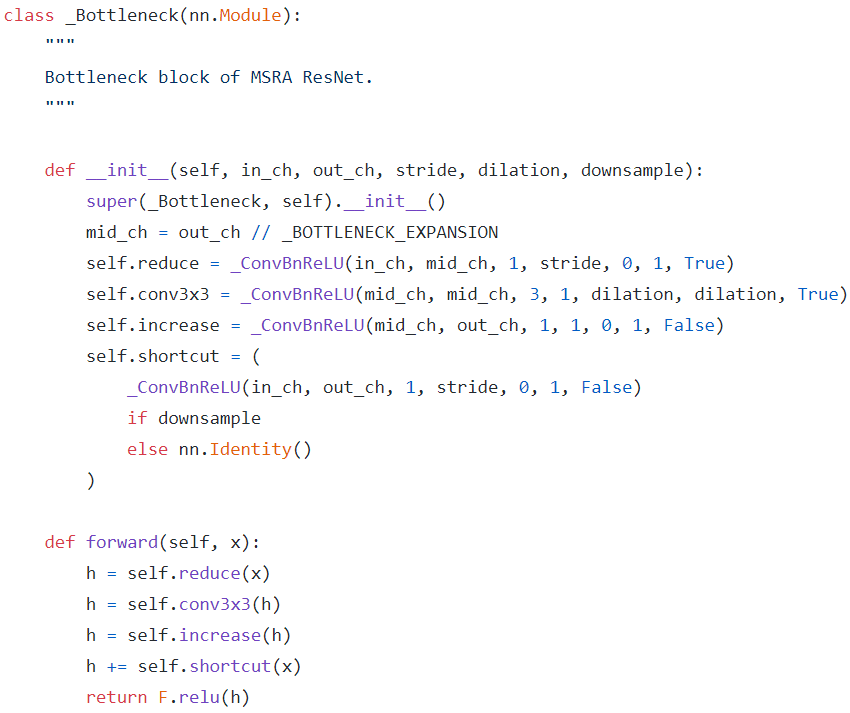 class _Bottleneck(nn.Module):
    """
    Bottleneck block of MSRA ResNet.
    """

    def __init__(self, in_ch, out_ch, stride, dilation, downsample):
        super(_Bottleneck, self).__init__()
        mid_ch = out_ch // _BOTTLENECK_EXPANSION
        self.reduce = _ConvBnReLU(in_ch, mid_ch, 1, stride, 0, 1, True)
        self.conv3x3 = _ConvBnReLU(mid_ch, mid_ch, 3, 1, dilation, dilation, True)
        self.increase = _ConvBnReLU(mid_ch, out_ch, 1, 1, 0, 1, False)
        self.shortcut = (
            _ConvBnReLU(in_ch, out_ch, 1, stride, 0, 1, False)
            if downsample
            else nn.Identity()
        )

    def forward(self, x):
        h = self.reduce(x)
        h = self.conv3x3(h)
        h = self.increase(h)
        h += self.shortcut(x)
        return F.relu(h)